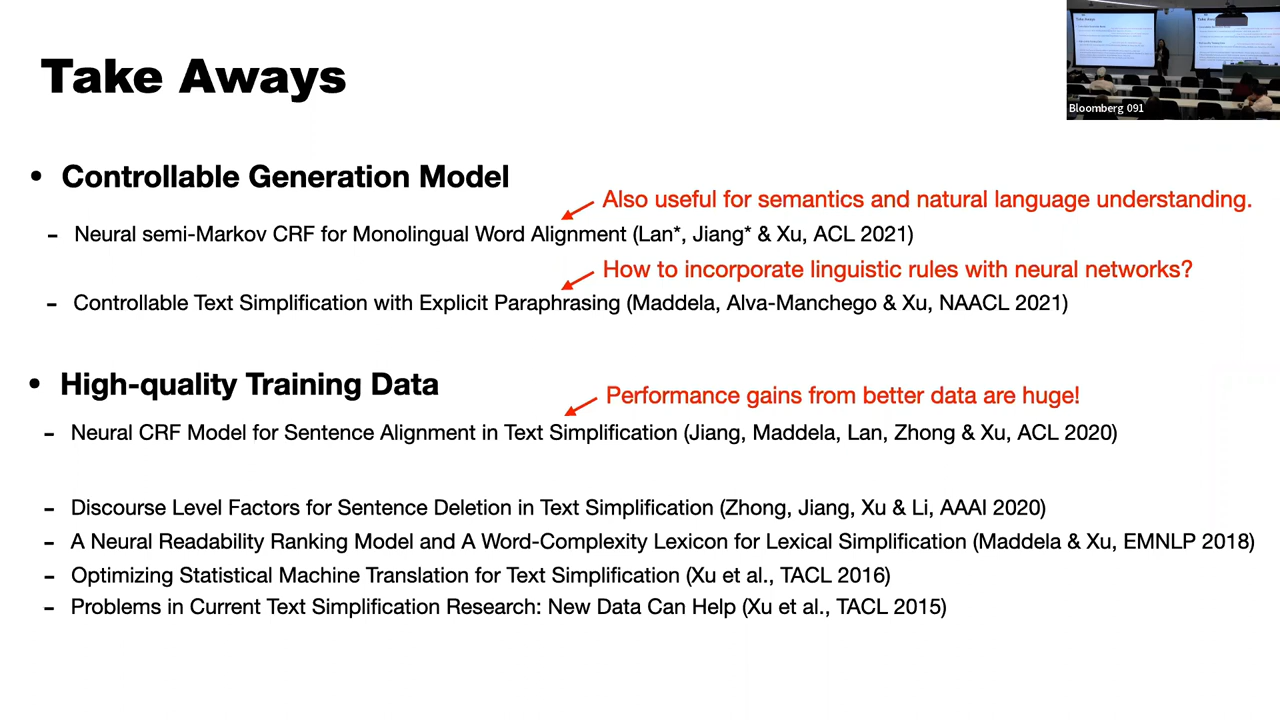 Take Aways
Bloomberg 091
• Controllable Generation Model
Also useful for semantics and natural language understanding.
- Neural semi-Markov CRF for Monolingual Word Alignment (Lan*, Jiang* & Xu, ACL 2021)
How to incorporate linguistic rules with neural networks?
- Controllable Text Simplification with Explicit Paraphrasing (Maddela, Alva-Manchego & Xu, NAACL 2021)
• High-quality Training Data
Performance gains from better data are huge!
- Neural CRF Model for Sentence Alignment in Text Simplification (Jiang, Maddela, Lan, Zhong & Xu, ACL 2020)
- Discourse Level Factors for Sentence Deletion in Text Simplification (Zhong, Jiang, Xu & Li, AAAI 2020)
- A Neural Readability Ranking Model and A Word-Complexity Lexicon for Lexical Simplification (Maddela & Xu, EMNLP 2018)
- Optimizing Statistical Machine Translation for Text Simplification (Xu et al., TACL 2016)
- Problems in Current Text Simplification Research: New Data Can Help (Xu et al., TACL 2015)